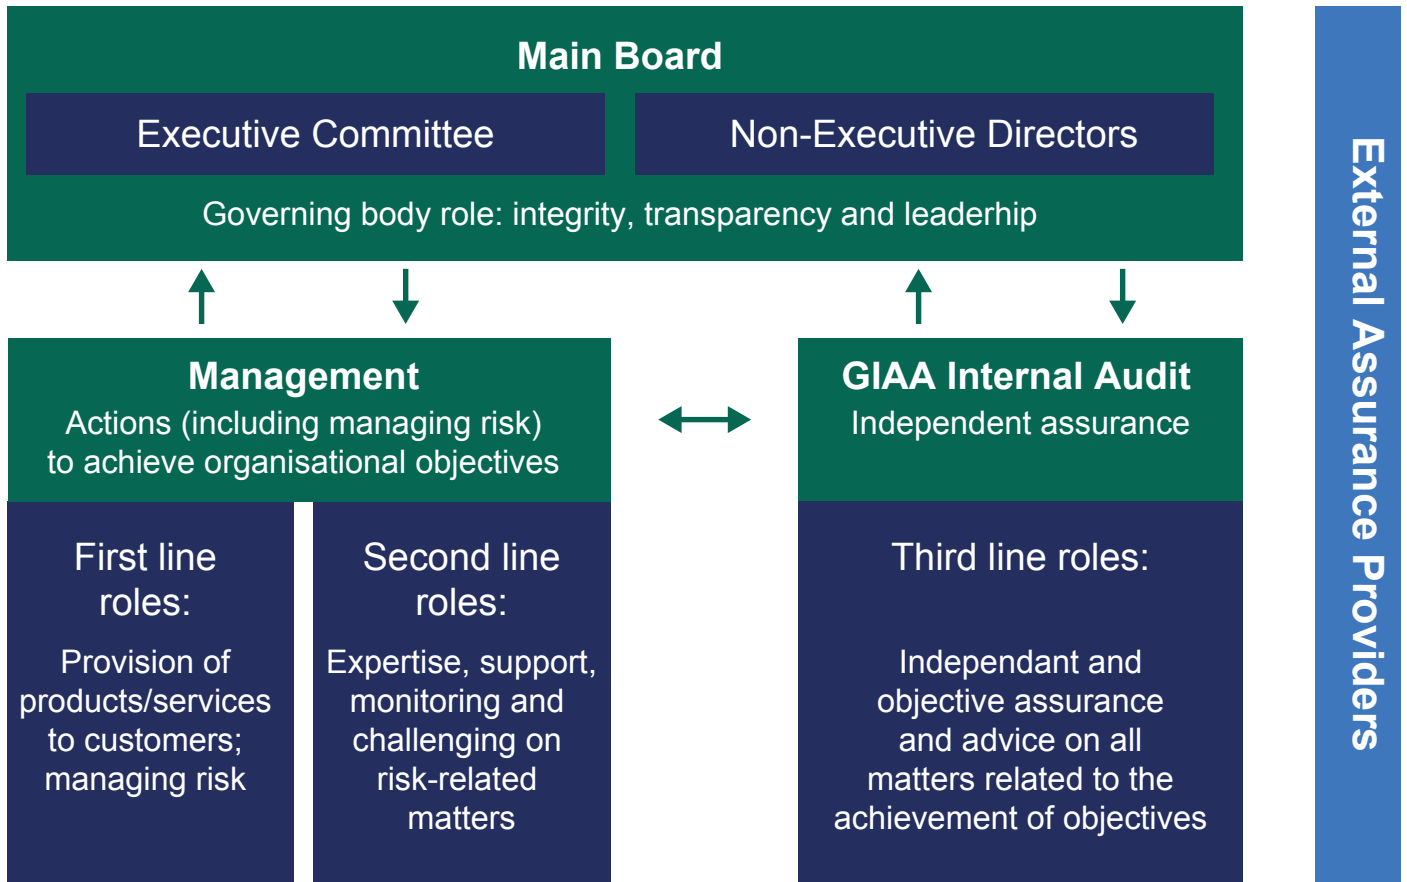 Main Board
Executive Committee
Non-Executive Directors
Governing body role: integrity, transparency and leaderhip
Management
Actions (including managing risk)
to achieve organisational objectives
GIAA Internal Audit
Independent assurance
First line
roles:
Provision of
products/services
to customers;
managing risk
Second line
roles:
Expertise, support,
monitoring and
challenging on
risk-related
matters
Third line roles:
Independant and
objective assurance
and advice on all
matters related to the
achievement of objectives
External Assurance Providers